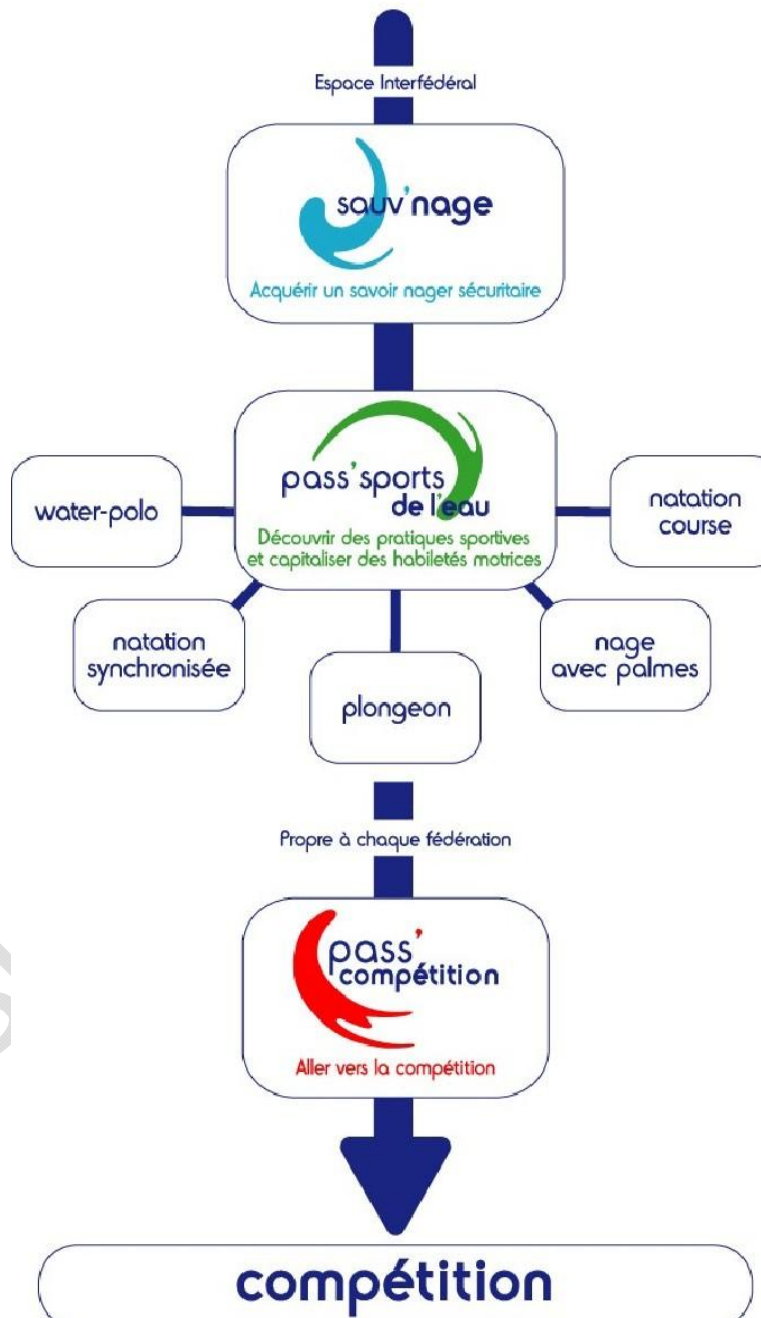 Espace Interfédéral
sauv'nage
Acquérir un savoir nager sécuritaire
pass'sports
de l'eau
Découvrir des pratiques sportives
et capitaliser des habiletés motrices
water-polo
natation
course
natation
synchronisée
nage
avec palmes
plongeon
Propre à chaque fédération
pass'
compétition
Aller vers la compétition
compétition